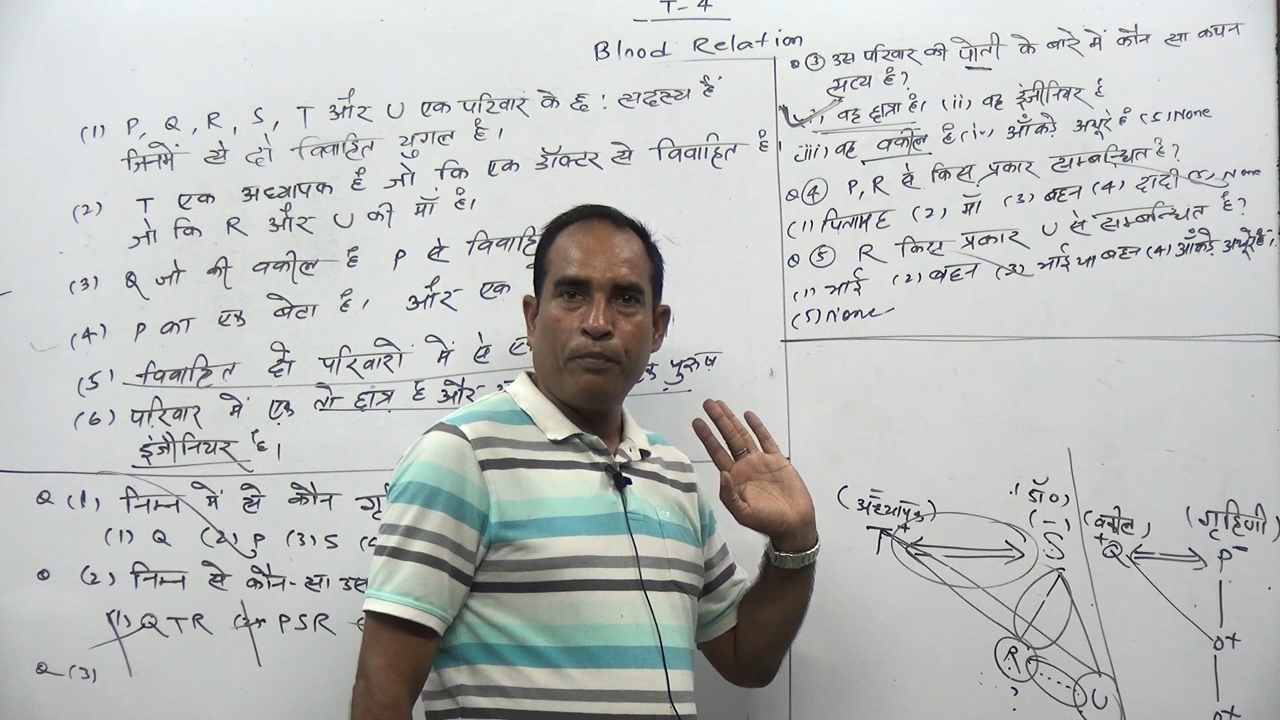 T-4
Blood Relation
(1) P, Q, R, S, T और U एक परिवार के छ: सदस्य हैं
जिनमें से दो विवाहित युगल हैं।
(2) T एक अध्यापक है जो कि एक डॉक्टर से विवाहित है
जो कि R और U की माँ है।
(3) Q जो की वकील है P से
(4) P का एक बेटा है। और एक
(5) विवाहित दो परिवारों में से
(6) परिवार में एक तो छात्र है और पुरुष
इंजीनियर है।
Q (1) निम्न में से कौन
(1) Q (2) P (3) S
Q (2) निम्न से कौन-सा
(1) QTR PSR
Q (3)
Q (3) उस परिवार की पोती के बारे में कौन सा कथन
सत्य है?
वह छात्रा है। (ii) वह इंजीनियर है
(iii) वह वकील है (iv) आँकड़े अधूरे हैं (5) None
Q (4) P, R से किस प्रकार सम्बन्धित है?
(1) पितामह (2) माँ (3) बहन (4) दादी (5) None
Q (5) R किस प्रकार U से सम्बन्धित है?
(1) भाई (2) बहन (3) भाई या बहन (4) आँकड़े अधूरे हैं।
(5) None
(अध्यापक) (डॉ०) (वकील) (गृहिणी)
T+ (-) S +Q P-
R U
?